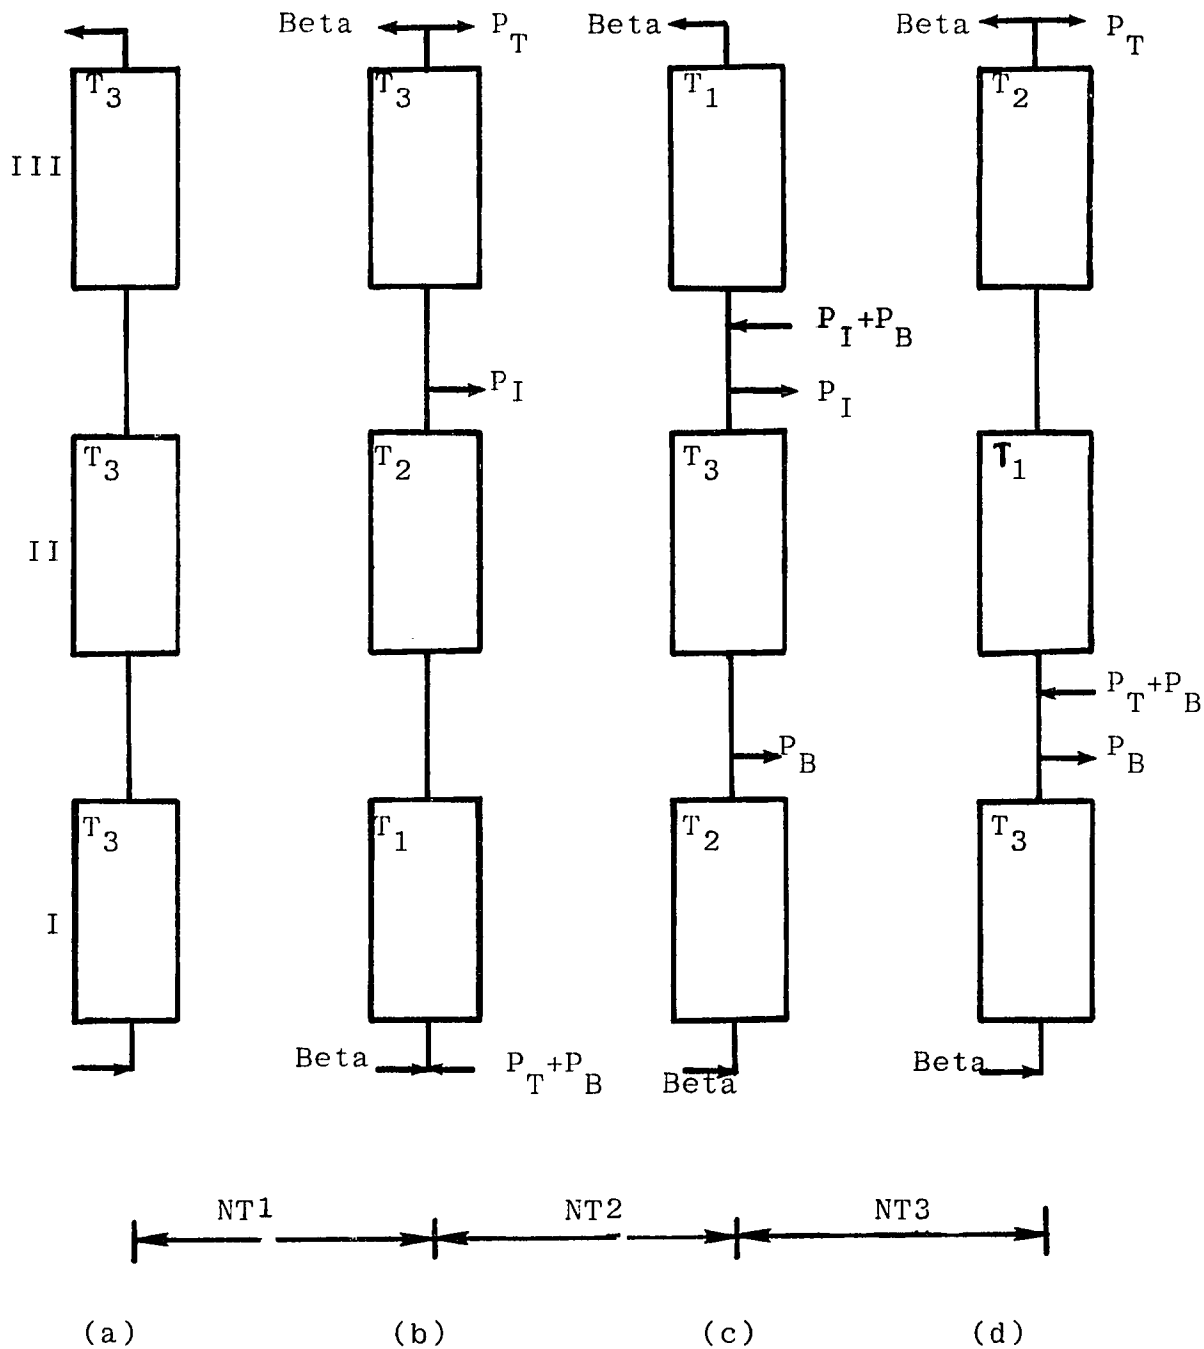 Beta P_T Beta Beta P_T
T_3 T_3 T_1 T_2
III
P_I+P_B
P_I P_I
T_3 T_2 T_3 T_1
II
P_T+P_B
P_B P_B
T_3 T_1 T_2 T_3
I
Beta P_T+P_B Beta Beta
NT1 NT2 NT3
(a) (b) (c) (d)